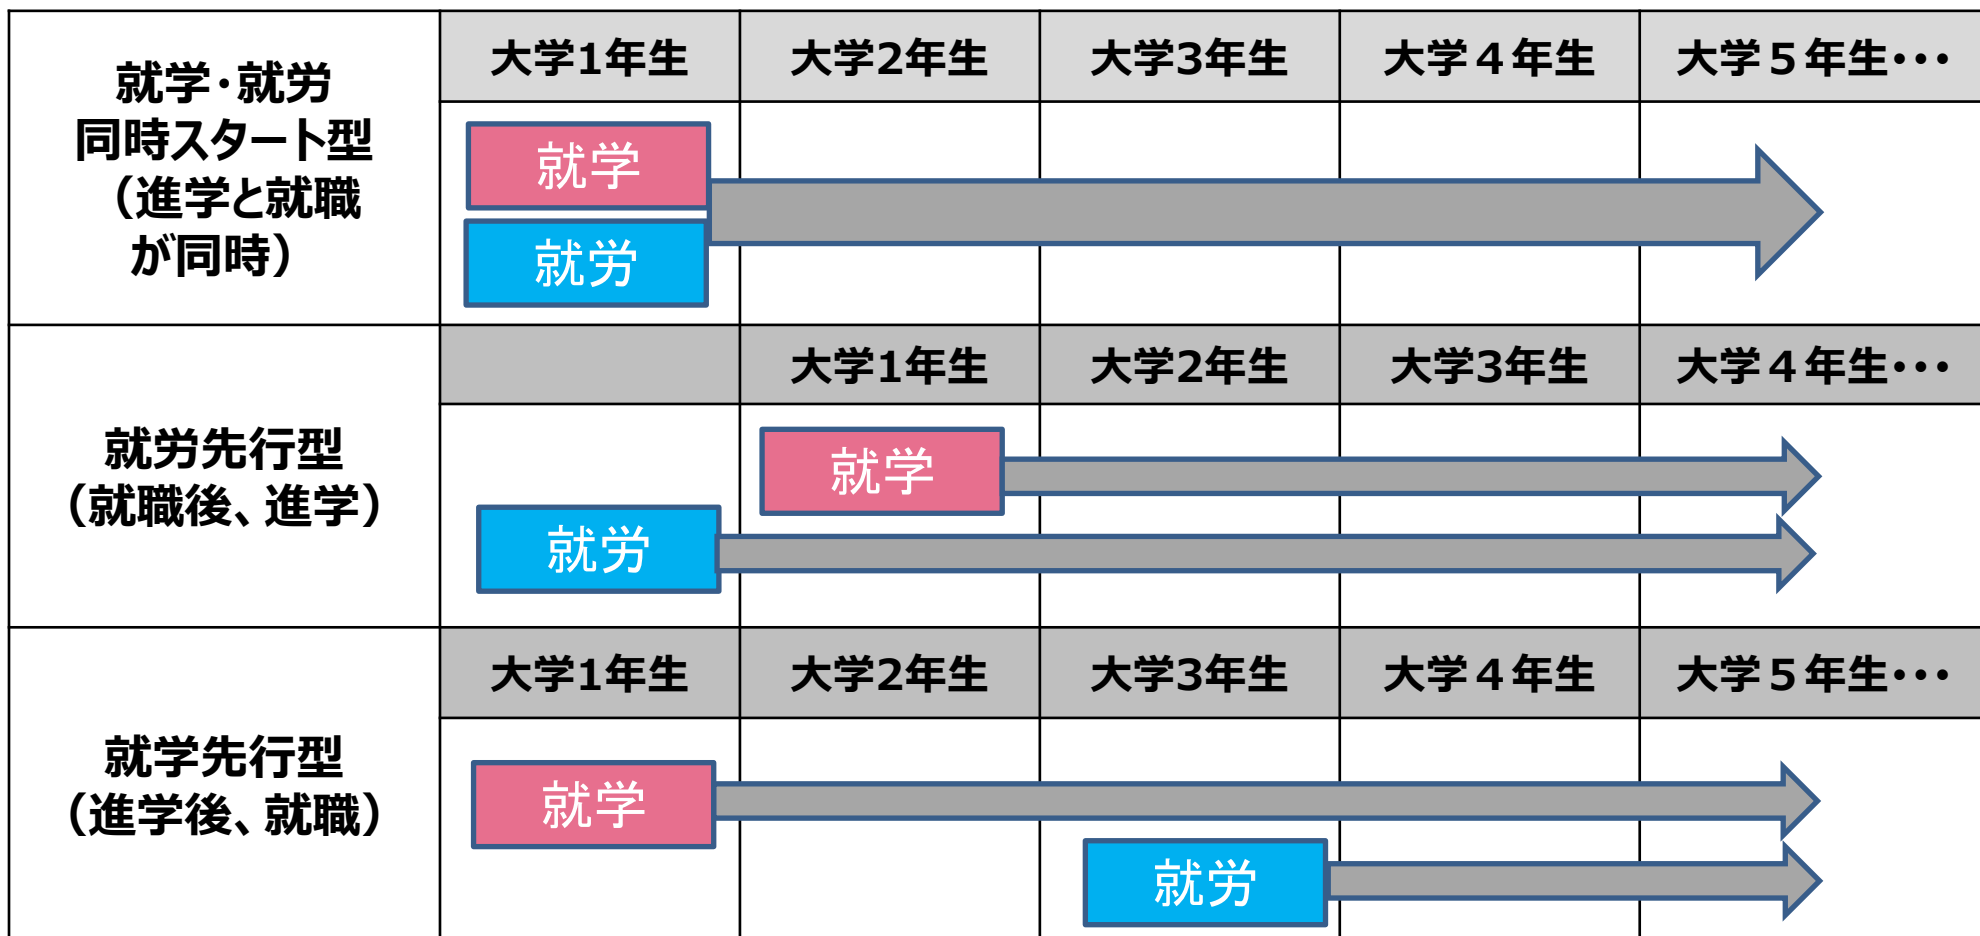 就学・就労
同時スタート型
（進学と就職
が同時）
大学1年生
大学2年生
大学3年生
大学４年生
大学５年生・・・
就学
就労
就労先行型
（就職後、進学）
大学1年生
大学2年生
大学3年生
大学４年生・・・
就学
就労
就学先行型
（進学後、就職）
大学1年生
大学2年生
大学3年生
大学４年生
大学５年生・・・
就学
就労